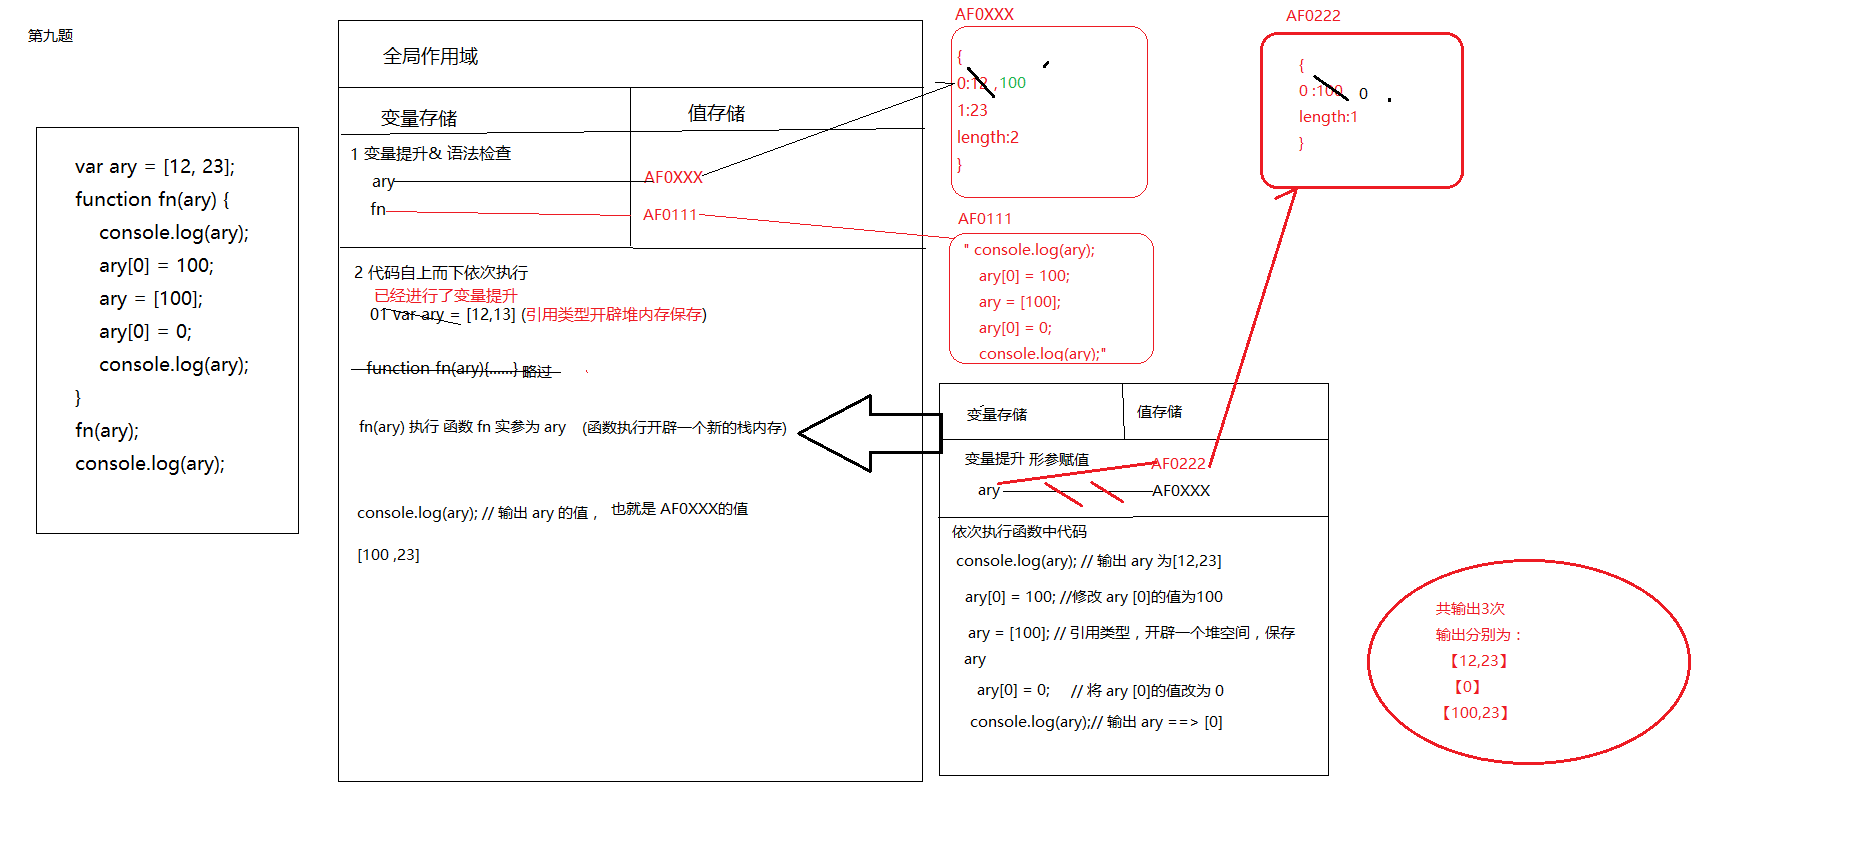 第九题
var ary = [12, 23];
function fn(ary) {
console.log(ary);
ary[0] = 100;
ary = [100];
ary[0] = 0;
console.log(ary);
}
fn(ary);
console.log(ary);
全局作用域
变量存储
值存储
1 变量提升& 语法检查
ary
AF0XXX
fn
AF0111
2 代码自上而下依次执行
已经进行了变量提升
01 var ary = [12,13] (引用类型开辟堆内存保存)
function fn(ary){......} 略过
fn(ary) 执行 函数 fn 实参为 ary (函数执行开辟一个新的栈内存)
console.log(ary); // 输出 ary 的值， 也就是 AF0XXX的值
[100 ,23]
AF0XXX
{
0:12 ,100
1:23
length:2
}
AF0111
" console.log(ary);
ary[0] = 100;
ary = [100];
ary[0] = 0;
console.log(ary);"
AF0222
{
0 :100 0
length:1
}
变量存储
值存储
变量提升 形参赋值
AF0222
ary
AF0XXX
依次执行函数中代码
console.log(ary); // 输出 ary 为[12,23]
ary[0] = 100; //修改 ary [0]的值为100
ary = [100]; // 引用类型，开辟一个堆空间，保存
ary
ary[0] = 0; // 将 ary [0]的值改为 0
console.log(ary);// 输出 ary ==> [0]
共输出3次
输出分别为：
【12,23】
【0】
【100,23】